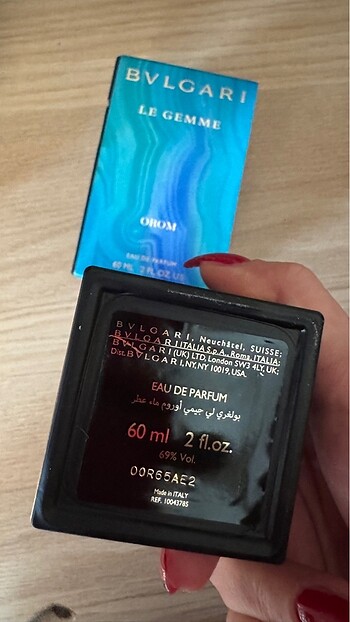 BVLGARI
LE GEMME
OROM
EAU DE PARFUM
60 ML 2 FL.OZ US
BVLGARI, Neuchâtel, SUISSE;
BVLGARI ITALIA S.p.A., Roma, ITALIA;
BVLGARI (UK) LTD, London SW3 4LY, UK;
Dist. BVLGARI, NY, NY 10019, USA.
EAU DE PARFUM
بولغري لي جيمي أوروم ماء عطر
60 ml 2 fl.oz.
69% Vol.
00R65AE2
Made in ITALY
REF. 10043785